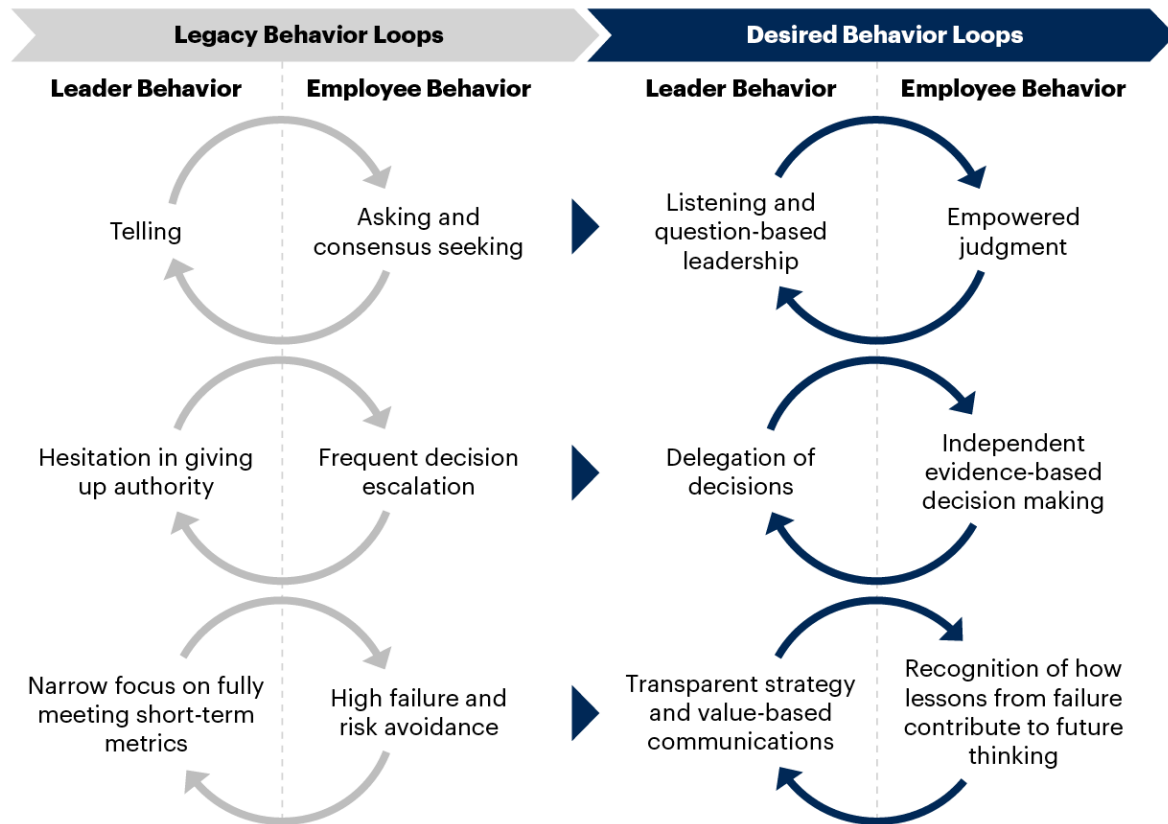 Legacy Behavior Loops
Desired Behavior Loops
Leader Behavior
Employee Behavior
Leader Behavior
Employee Behavior
Telling
Asking and
consensus seeking
Listening and
question-based
leadership
Empowered
judgment
Hesitation in giving
up authority
Frequent decision
escalation
Delegation of
decisions
Independent
evidence-based
decision making
Narrow focus on fully
meeting short-term
metrics
High failure and
risk avoidance
Transparent strategy
and value-based
communications
Recognition of how
lessons from failure
contribute to future
thinking